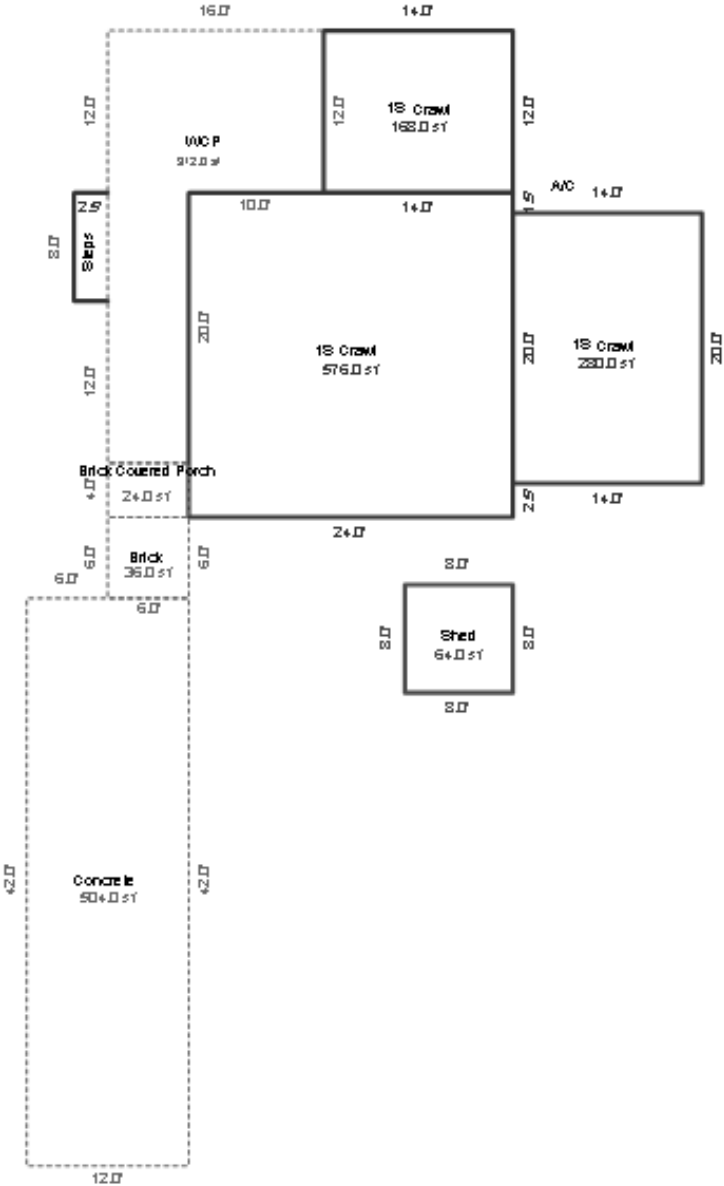 16.0'
14.0'
12.0'
12.0'
1S Crawl
168.0 sf
12.0'
WCP
312.0 sf
A/C
14.0'
1.5'
2.5'
10.0'
14.0'
8.0'
Steps
20.0'
1S Crawl
576.0 sf
20.0'
1S Crawl
280.0 sf
20.0'
12.0'
Brick Covered Porch
4.0'
24.0 sf
2.5'
14.0'
24.0'
6.0'
Brick
36.0 sf
6.0'
6.0'
6.0'
8.0'
8.0'
Shed
64.0 sf
8.0'
8.0'
42.0'
Concrete
504.0 sf
42.0'
12.0'